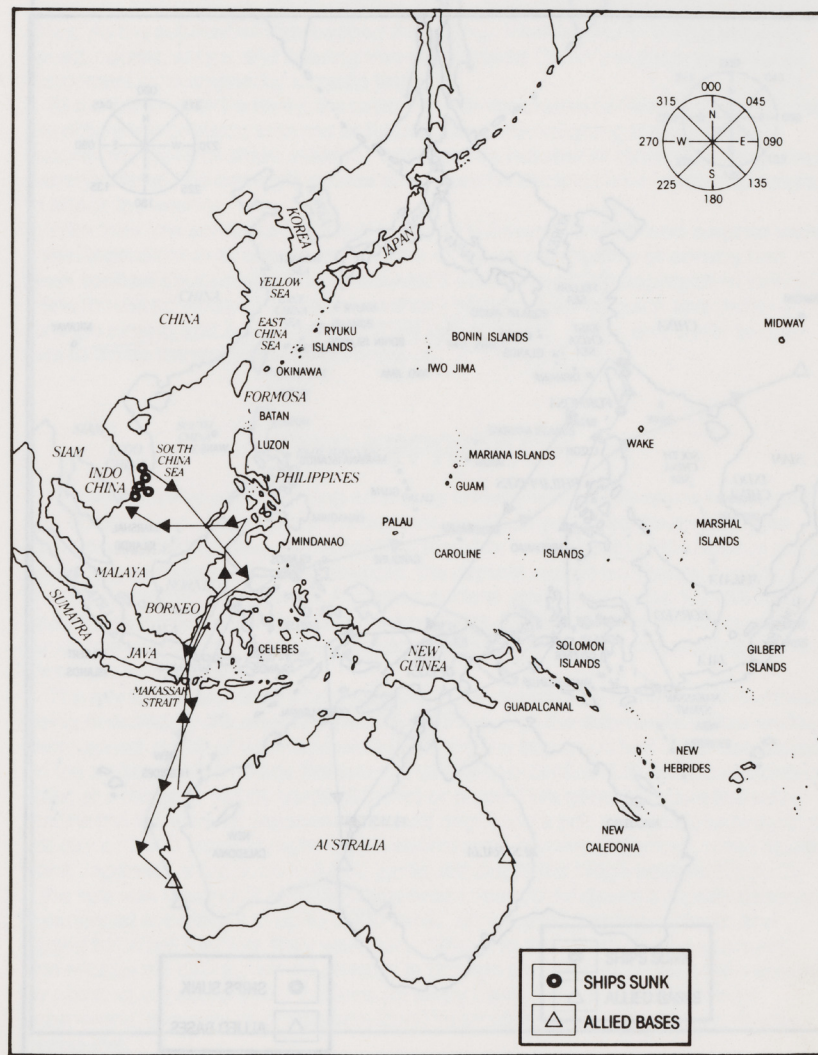 000
315
045
N
270
W
E
090
S
225
135
180
KOREA
JAPAN
YELLOW
SEA
CHINA
EAST
CHINA
SEA
RYUKU
ISLANDS
BONIN ISLANDS
MIDWAY
OKINAWA
IWO JIMA
FORMOSA
BATAN
SIAM
SOUTH
CHINA
SEA
LUZON
WAKE
INDO
CHINA
PHILIPPINES
MARIANA ISLANDS
GUAM
MINDANAO
PALAU
CAROLINE
ISLANDS
MARSHAL
ISLANDS
MALAYA
SUMATRA
BORNEO
CELEBES
JAVA
NEW
GUINEA
SOLOMON
ISLANDS
GILBERT
ISLANDS
MAKASSAR
STRAIT
GUADALCANAL
NEW
HEBRIDES
AUSTRALIA
NEW
CALEDONIA
SHIPS SUNK
ALLIED BASES